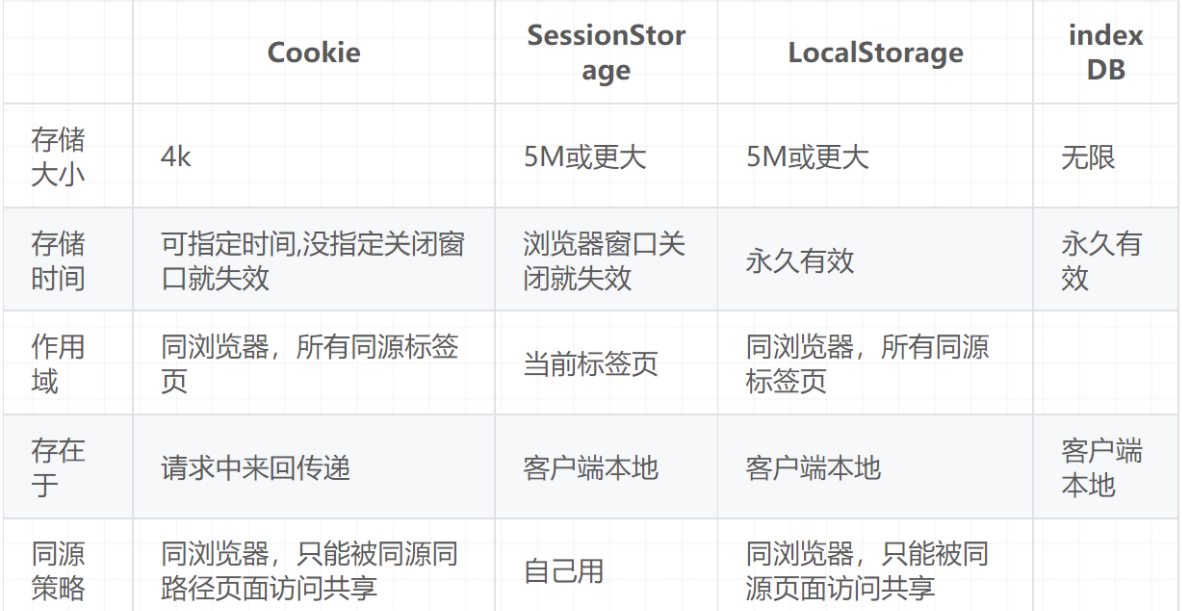 Cookie
SessionStor
age
LocalStorage
index
DB
存储
大小
4k
5M或更大
5M或更大
无限
存储
时间
可指定时间,没指定关闭窗
口就失效
浏览器窗口关
闭就失效
永久有效
永久有
效
作用
域
同浏览器，所有同源标签
页
当前标签页
同浏览器，所有同源
标签页
存在
于
请求中来回传递
客户端本地
客户端本地
客户端
本地
同源
策略
同浏览器，只能被同源同
路径页面访问共享
自己用
同浏览器，只能被同
源页面访问共享